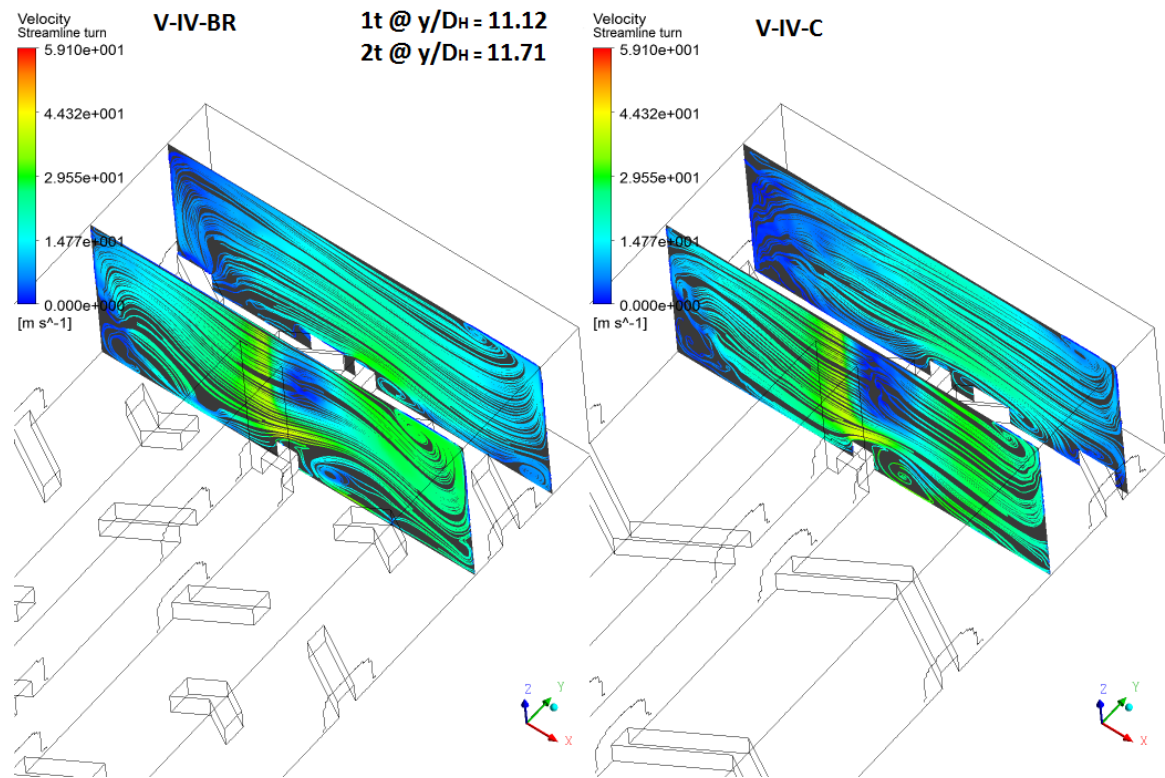 Velocity
Streamline turn
5.910e+001
4.432e+001
2.955e+001
1.477e+001
0.000e+000
[m s^-1]
V-IV-BR
1t @ y/DH = 11.12
2t @ y/DH = 11.71
Z
Y
X
Velocity
Streamline turn
5.910e+001
4.432e+001
2.955e+001
1.477e+001
0.000e+000
[m s^-1]
V-IV-C
Z
Y
X